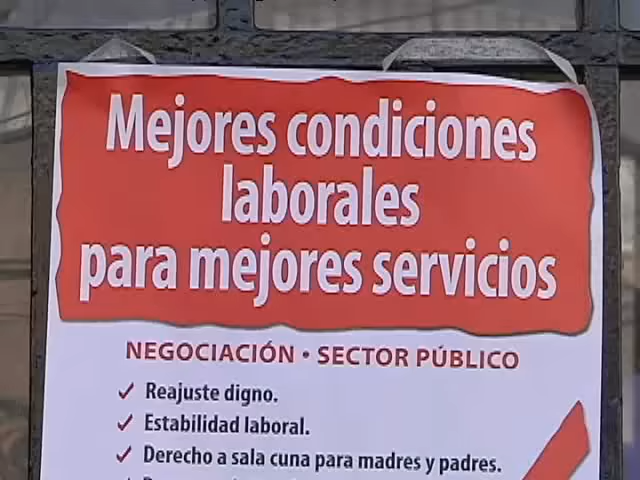 Mejores condiciones
laborales
para mejores servicios
NEGOCIACIÓN • SECTOR PÚBLICO
✓ Reajuste digno.
✓ Estabilidad laboral.
✓ Derecho a sala cuna para madres y padres.